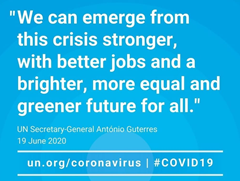 "We can emerge from
this crisis stronger,
with better jobs and a
brighter, more equal and
greener future for all."
UN Secretary-General António Guterres
19 June 2020
un.org/coronavirus | #COVID19